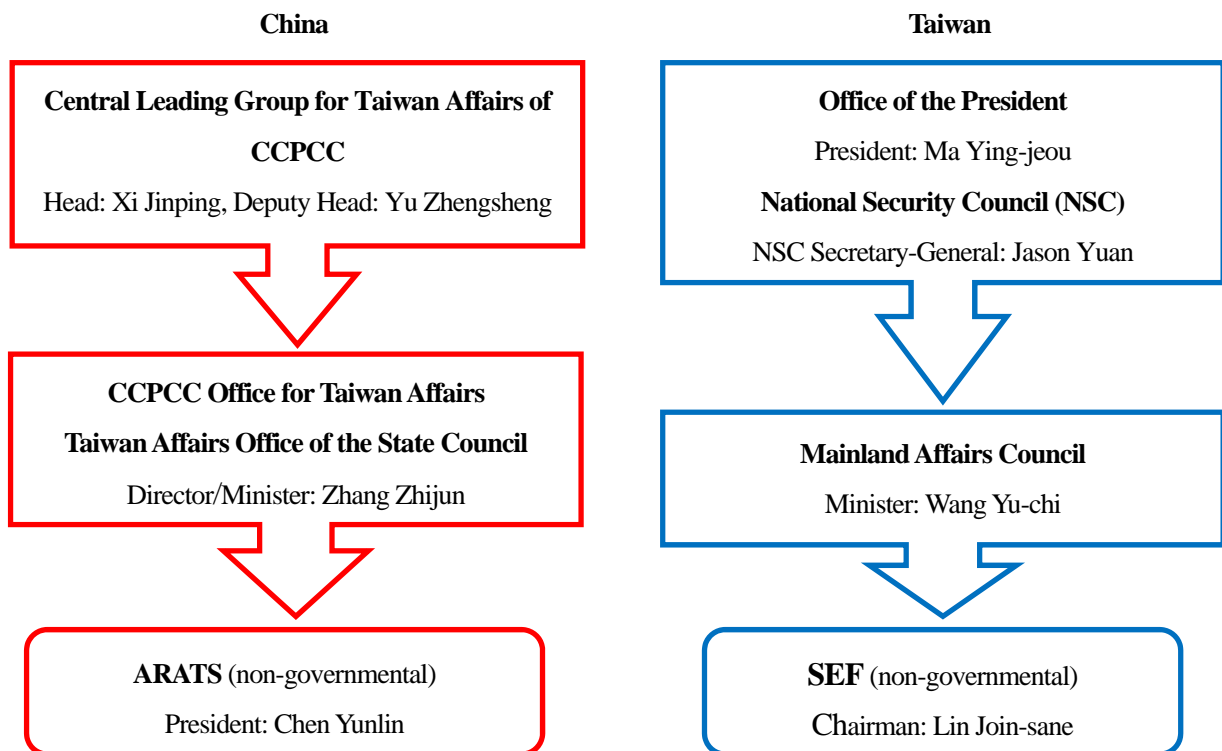 China
Central Leading Group for Taiwan Affairs of
CCPCC
Head: Xi Jinping, Deputy Head: Yu Zhengsheng
CCPCC Office for Taiwan Affairs
Taiwan Affairs Office of the State Council
Director/Minister: Zhang Zhijun
ARATS (non-governmental)
President: Chen Yunlin
Taiwan
Office of the President
President: Ma Ying-jeou
National Security Council (NSC)
NSC Secretary-General: Jason Yuan
Mainland Affairs Council
Minister: Wang Yu-chi
SEF (non-governmental)
Chairman: Lin Join-sane